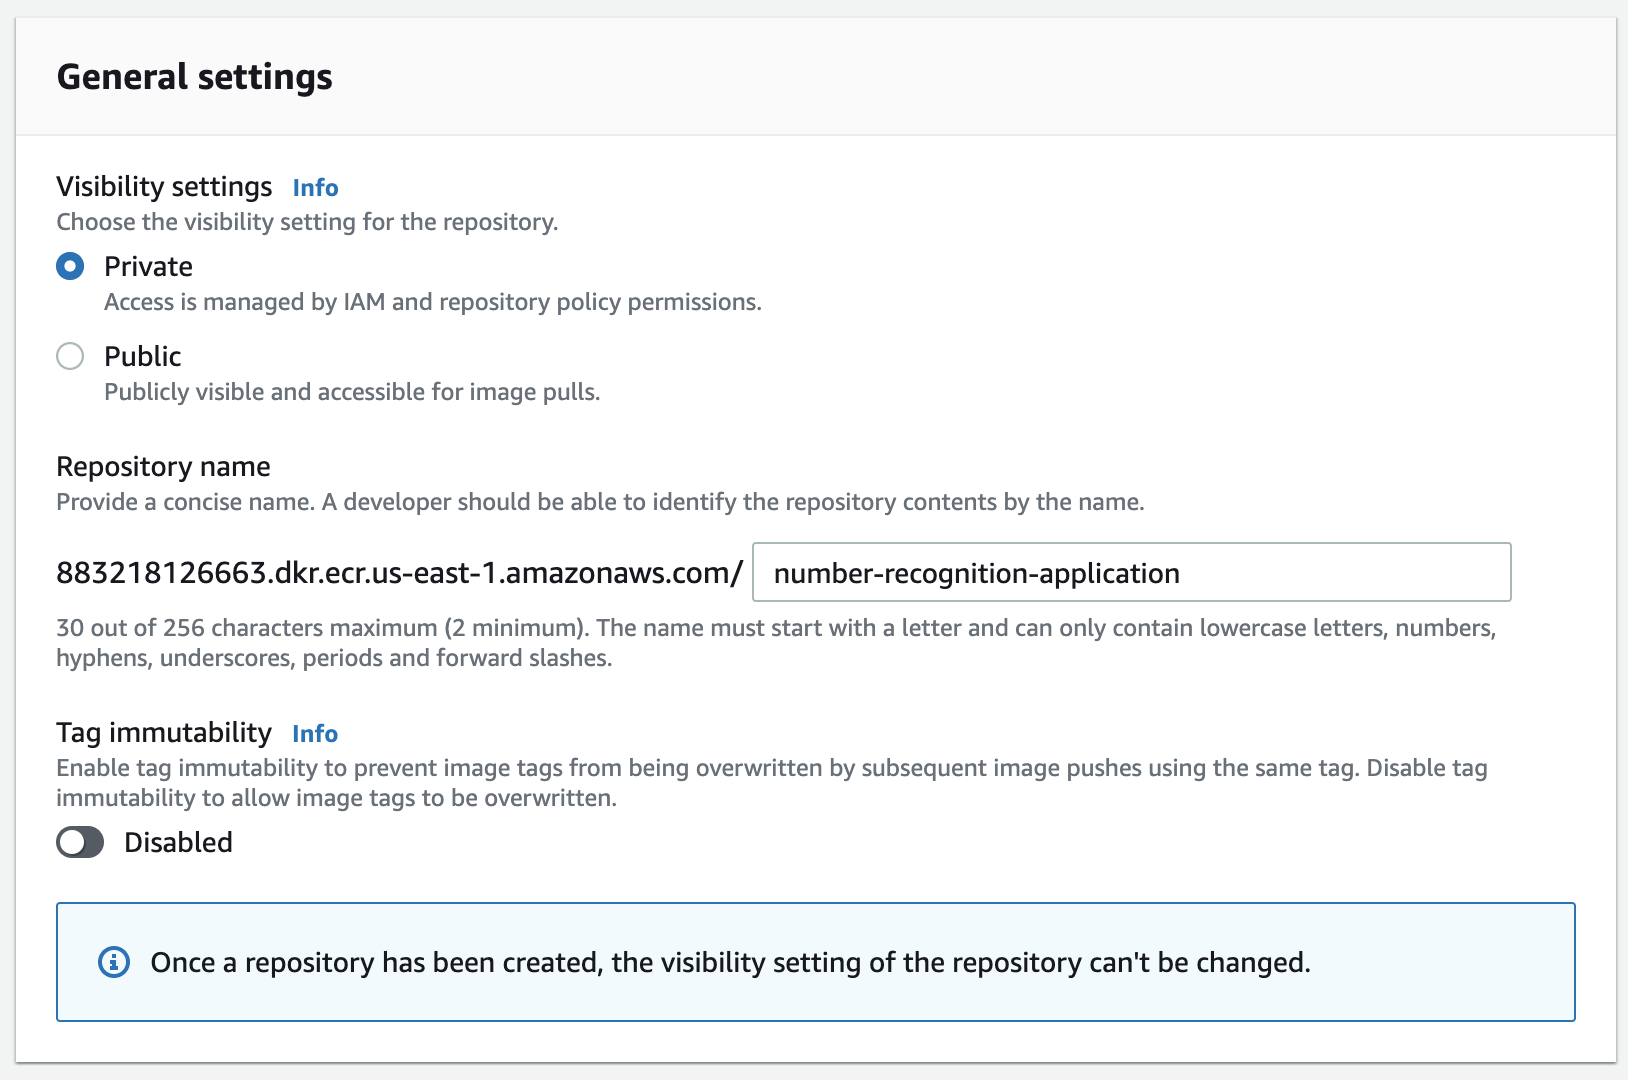 General settings
Visibility settings Info
Choose the visibility setting for the repository.
Private
Access is managed by IAM and repository policy permissions.
Public
Publicly visible and accessible for image pulls.
Repository name
Provide a concise name. A developer should be able to identify the repository contents by the name.
883218126663.dkr.ecr.us-east-1.amazonaws.com/ number-recognition-application
30 out of 256 characters maximum (2 minimum). The name must start with a letter and can only contain lowercase letters, numbers,
hyphens, underscores, periods and forward slashes.
Tag immutability Info
Enable tag immutability to prevent image tags from being overwritten by subsequent image pushes using the same tag. Disable tag
immutability to allow image tags to be overwritten.
Disabled
Once a repository has been created, the visibility setting of the repository can't be changed.